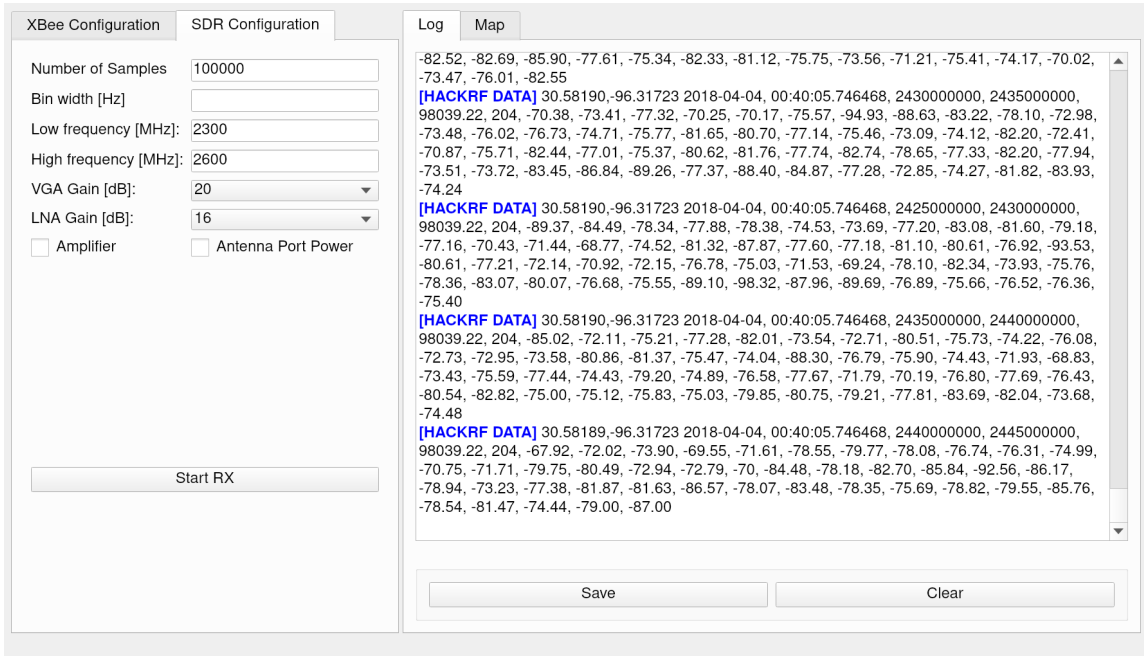 XBee Configuration
SDR Configuration
Number of Samples
100000
Bin width [Hz]
Low frequency [MHz]:
2300
High frequency [MHz]:
2600
VGA Gain [dB]:
20
LNA Gain [dB]:
16
Amplifier
Antenna Port Power
Start RX
Log
Map
-82.52, -82.69, -85.90, -77.61, -75.34, -82.33, -81.12, -75.75, -73.56, -71.21, -75.41, -74.17, -70.02,
-73.47, -76.01, -82.55
[HACKRF DATA] 30.58190,-96.31723 2018-04-04, 00:40:05.746468, 2430000000, 2435000000,
98039.22, 204, -70.38, -73.41, -77.32, -70.25, -70.17, -75.57, -94.93, -88.63, -83.22, -78.10, -72.98,
-73.48, -76.02, -76.73, -74.71, -75.77, -81.65, -80.70, -77.14, -75.46, -73.09, -74.12, -82.20, -72.41,
-70.87, -75.71, -82.44, -77.01, -75.37, -80.62, -81.76, -77.74, -82.74, -78.65, -77.33, -82.20, -77.94,
-73.51, -73.72, -83.45, -86.84, -89.26, -77.37, -88.40, -84.87, -77.28, -72.85, -74.27, -81.82, -83.93,
-74.24
[HACKRF DATA] 30.58190,-96.31723 2018-04-04, 00:40:05.746468, 2425000000, 2430000000,
98039.22, 204, -89.37, -84.49, -78.34, -77.88, -78.38, -74.53, -73.69, -77.20, -83.08, -81.60, -79.18,
-77.16, -70.43, -71.44, -68.77, -74.52, -81.32, -87.87, -77.60, -77.18, -81.10, -80.61, -76.92, -93.53,
-80.61, -77.21, -72.14, -70.92, -72.15, -76.78, -75.03, -71.53, -69.24, -78.10, -82.34, -73.93, -75.76,
-78.36, -83.07, -80.07, -76.68, -75.55, -89.10, -98.32, -87.96, -89.69, -76.89, -75.66, -76.52, -76.36,
-75.40
[HACKRF DATA] 30.58190,-96.31723 2018-04-04, 00:40:05.746468, 2435000000, 2440000000,
98039.22, 204, -85.02, -72.11, -75.21, -77.28, -82.01, -73.54, -72.71, -80.51, -75.73, -74.22, -76.08,
-72.73, -72.95, -73.58, -80.86, -81.37, -75.47, -74.04, -88.30, -76.79, -75.90, -74.43, -71.93, -68.83,
-73.43, -75.59, -77.44, -74.43, -79.20, -74.89, -76.58, -77.67, -71.79, -70.19, -76.80, -77.69, -76.43,
-80.54, -82.82, -75.00, -75.12, -75.83, -75.03, -79.85, -80.75, -79.21, -77.81, -83.69, -82.04, -73.68,
-74.48
[HACKRF DATA] 30.58189,-96.31723 2018-04-04, 00:40:05.746468, 2440000000, 2445000000,
98039.22, 204, -67.92, -72.02, -73.90, -69.55, -71.61, -78.55, -79.77, -78.08, -76.74, -76.31, -74.99,
-70.75, -71.71, -79.75, -80.49, -72.94, -72.79, -70, -84.48, -78.18, -82.70, -85.84, -92.56, -86.17,
-78.94, -73.23, -77.38, -81.87, -81.63, -86.57, -78.07, -83.48, -78.35, -75.69, -78.82, -79.55, -85.76,
-78.54, -81.47, -74.44, -79.00, -87.00
Save
Clear